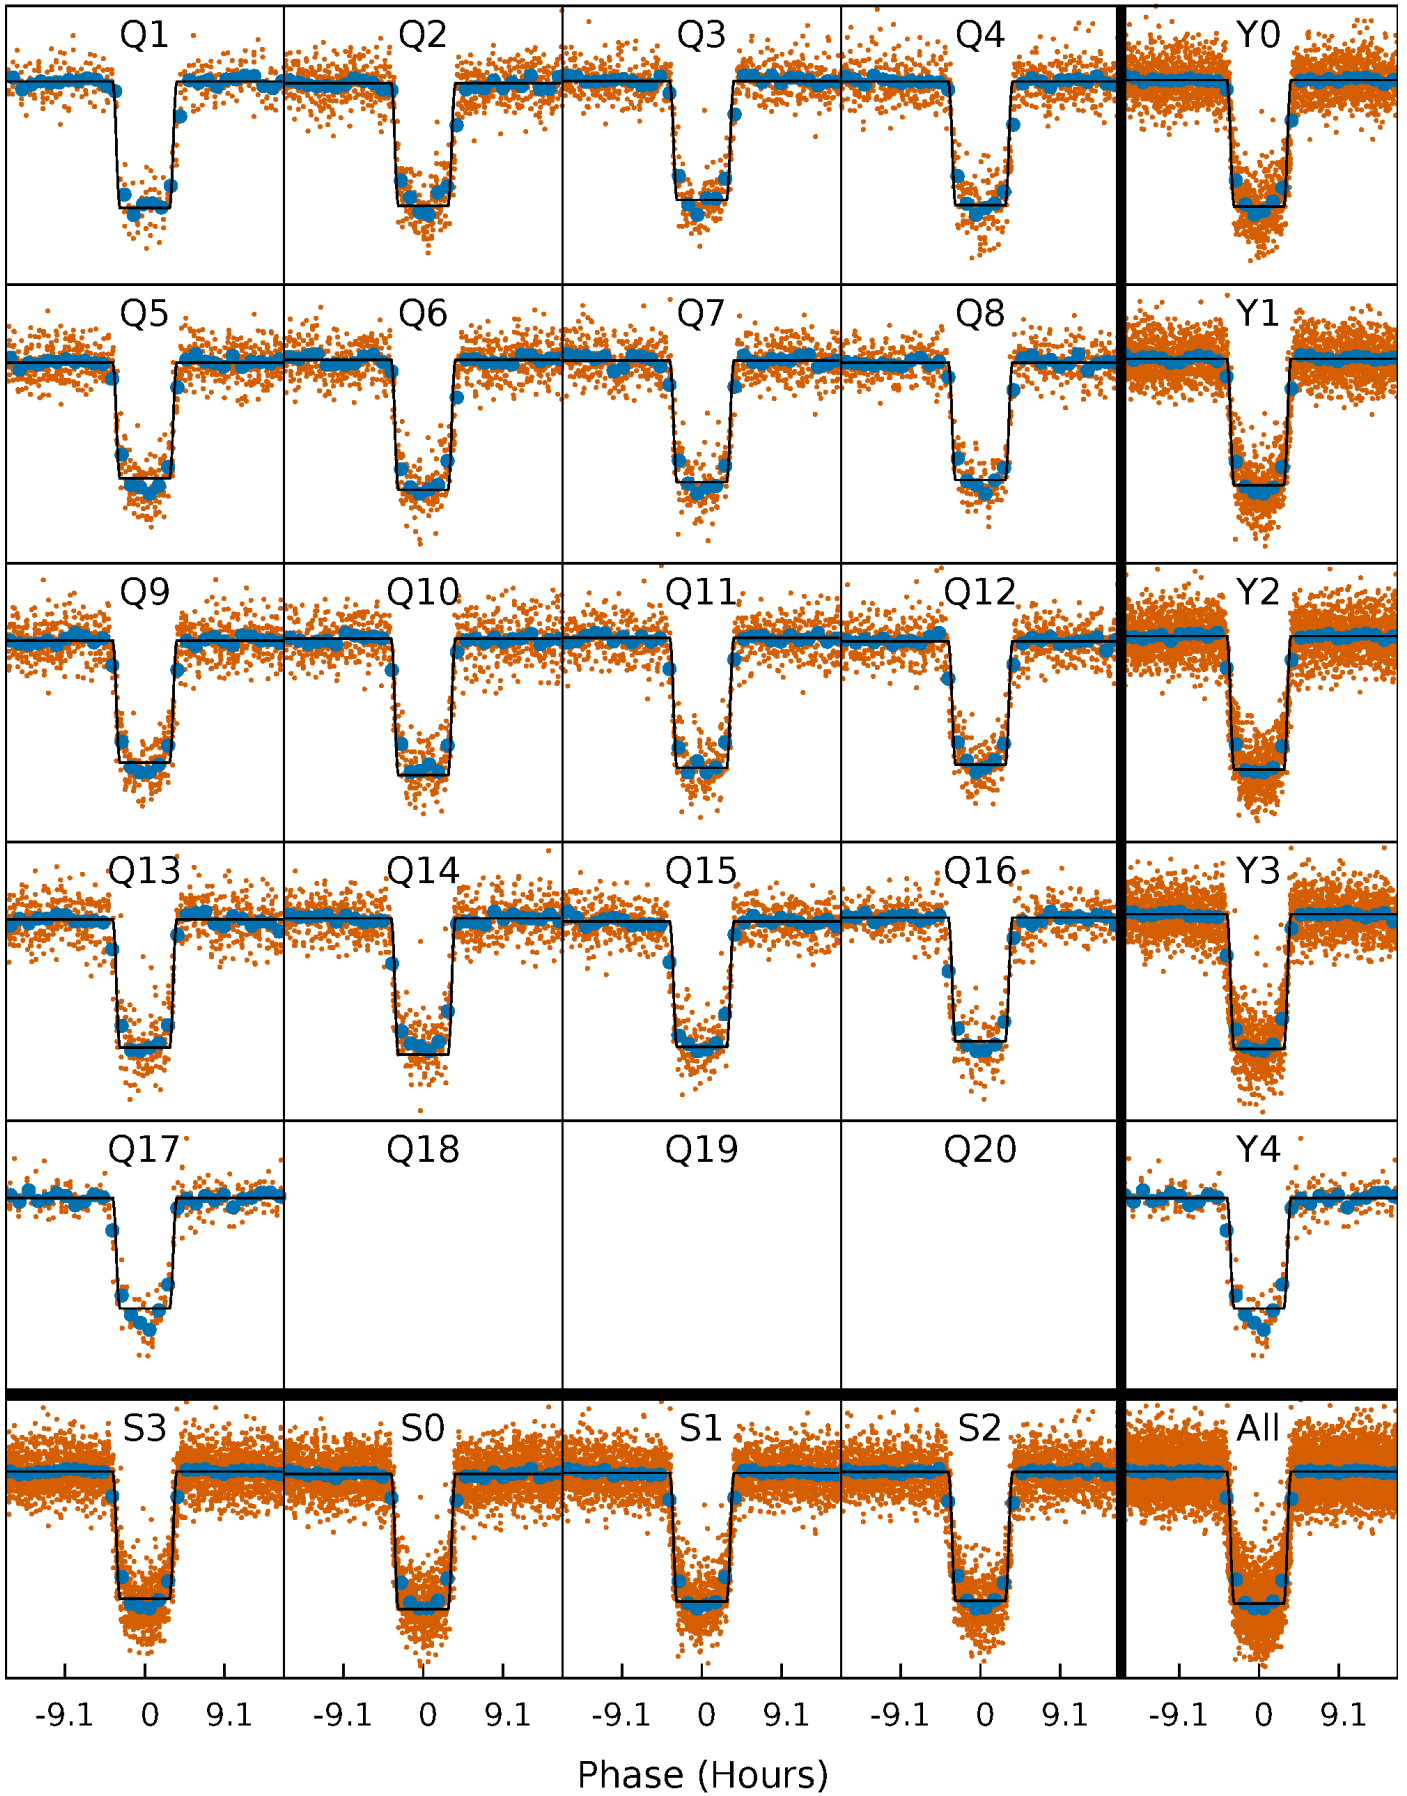 Q1 Q2 Q3 Q4 Y0
Q5 Q6 Q7 Q8 Y1
Q9 Q10 Q11 Q12 Y2
Q13 Q14 Q15 Q16 Y3
Q17 Q18 Q19 Q20 Y4
S3 S0 S1 S2 All
-9.1 0 9.1 -9.1 0 9.1 -9.1 0 9.1 -9.1 0 9.1 -9.1 0 9.1
Phase (Hours)